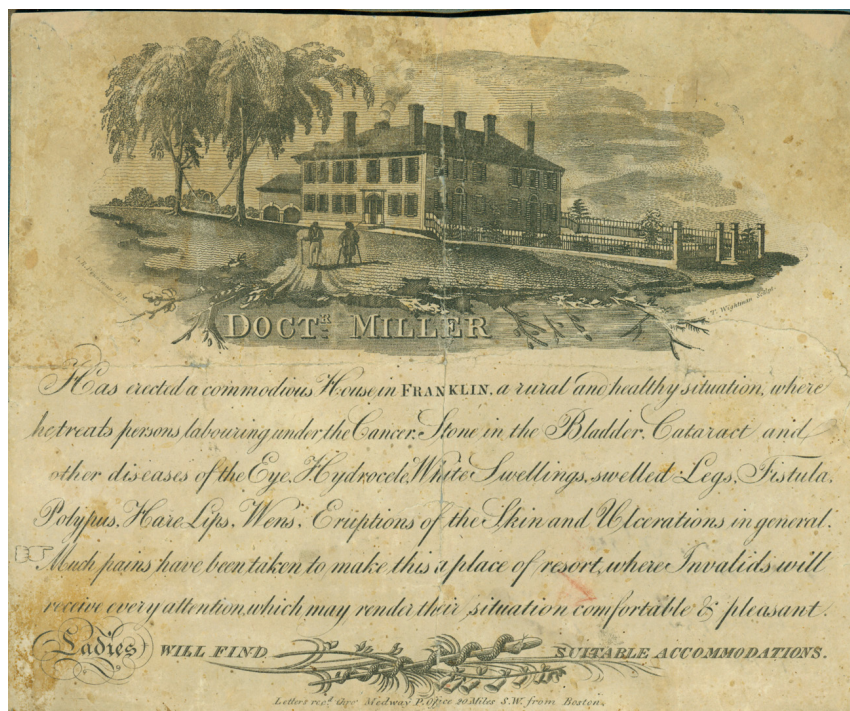 DOCTR. MILLER
T. Wightman
Has erected a commodious House in FRANKLIN, a rural and healthy situation, where
he treats persons labouring under the Cancer, Stone in the Bladder, Cataract and
other diseases of the Eye, Hydrocele, White Swellings, swelled Legs, Fistula,
Polypus, Hare Lips, Wens, Eruptions of the Skin and Ulcerations in general.
Much pains have been taken to make this a place of resort, where Invalids will
receive every attention, which may render their situation comfortable & pleasant.
Ladies WILL FIND SUITABLE ACCOMMODATIONS.
Letters recd. thro' Medway P. Office 20 Miles S.W. from Boston.